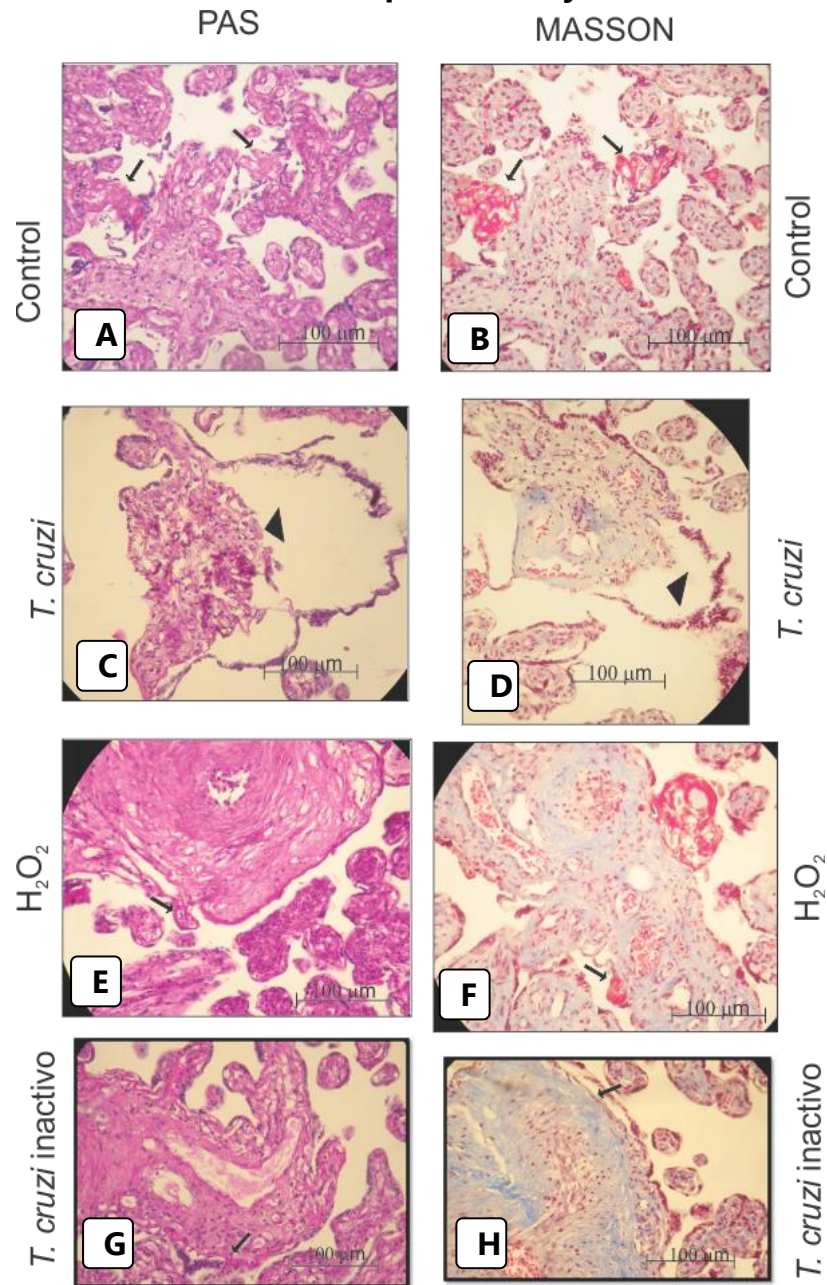 PAS
MASSON
Control
Control
A
100 µm
B
100 µm
T. cruzi
T. cruzi
C
100 µm
D
100 µm
H₂O₂
H₂O₂
E
100 µm
F
100 µm
T. cruzi inactivo
T. cruzi inactivo
G
100 µm
H
100 µm